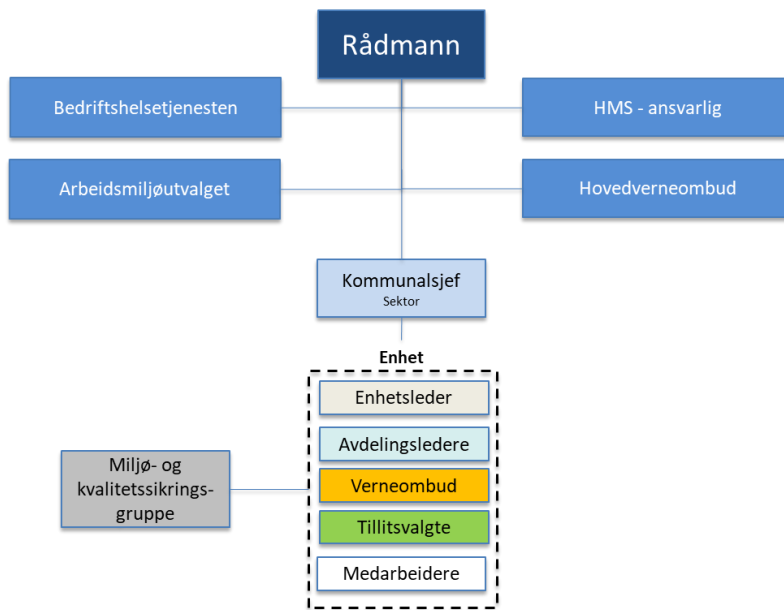 Rådmann
Bedriftshelsetjenesten
HMS - ansvarlig
Arbeidsmiljøutvalget
Hovedverneombud
Kommunalsjef
Sektor
Enhet
Enhetsleder
Avdelingsledere
Miljø- og
kvalitetssikrings-
gruppe
Verneombud
Tillitsvalgte
Medarbeidere